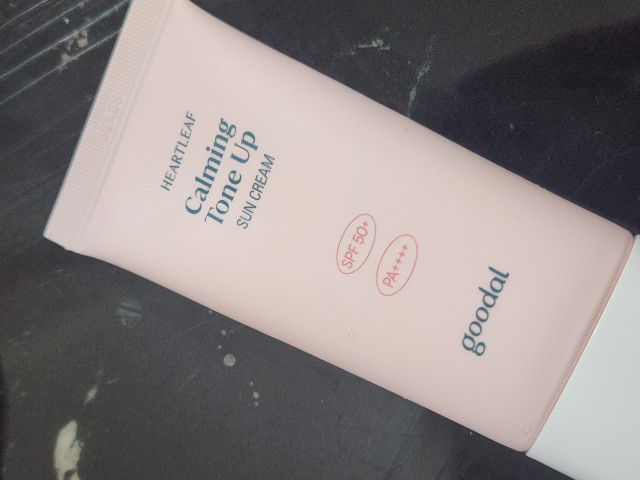 HEARTLEAF
Calming
Tone Up
SUN CREAM
SPF 50+
PA++++
goodal